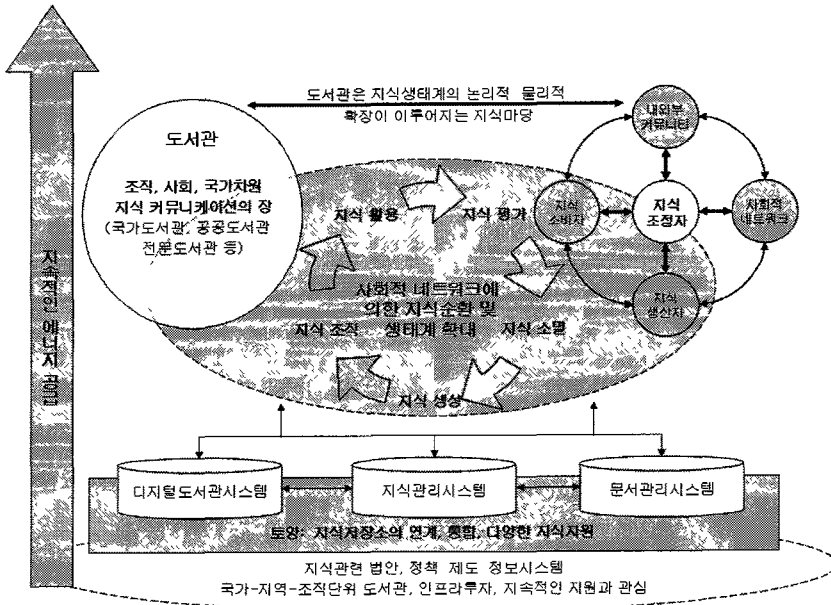 도서관은 지식생태계의 논리적 물리적
확장이 이루어지는 지식마당
내외부
커뮤니티
도서관
조직, 사회, 국가차원
지식 커뮤니케이션의 장
(국가도서관, 공공도서관
전문도서관 등)
지식 활용
지식 평가
지식
소비자
지식
조정자
사회적
네트워크
지식
생산자
사회적 네트워크에
의한 지식순환 및
생태계 확대
지식 조직
지식 소멸
지식 생성
지속적인 에너지 공급
디지털도서관시스템
지식관리시스템
문서관리시스템
토양: 지식저장소의 연계, 통합, 다양한 지식자원
지식관련 법안, 정책 제도 정보시스템
국가-지역-조직단위 도서관, 인프라투자, 지속적인 지원과 관심